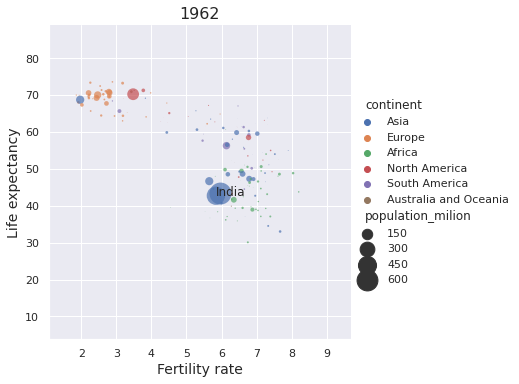 1962
Life expectancy
80
70
60
50
40
30
20
10
India
2 3 4 5 6 7 8 9
Fertility rate
continent
Asia
Europe
Africa
North America
South America
Australia and Oceania
population_milion
150
300
450
600